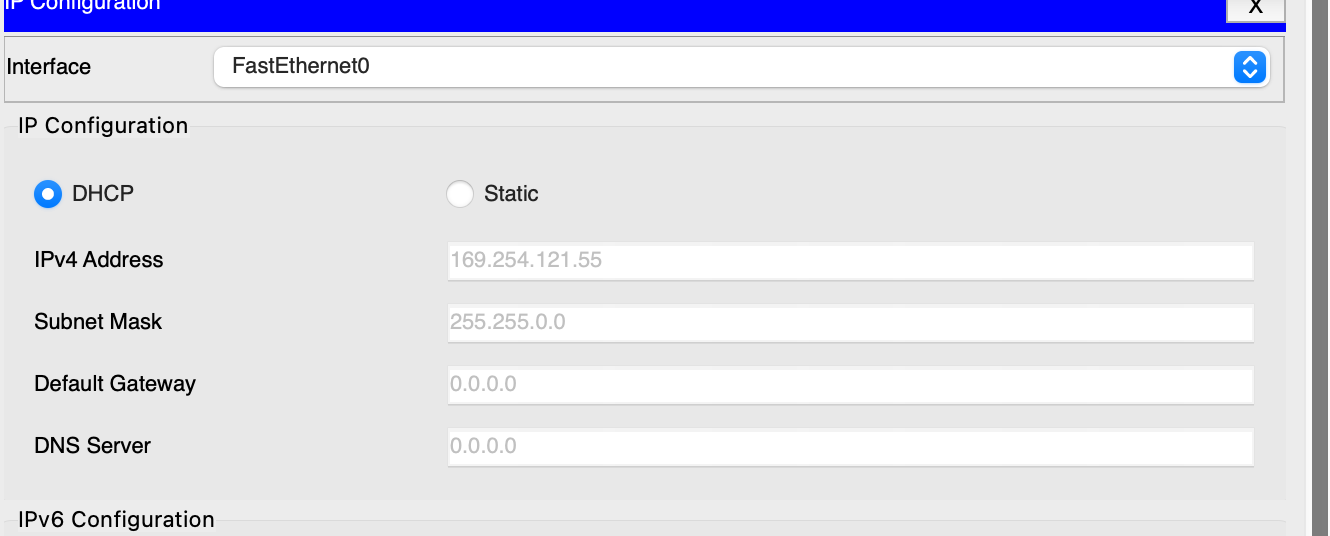 IP Configuration
X
Interface FastEthernet0
IP Configuration
DHCP Static
IPv4 Address 169.254.121.55
Subnet Mask 255.255.0.0
Default Gateway 0.0.0.0
DNS Server 0.0.0.0
IPv6 Configuration